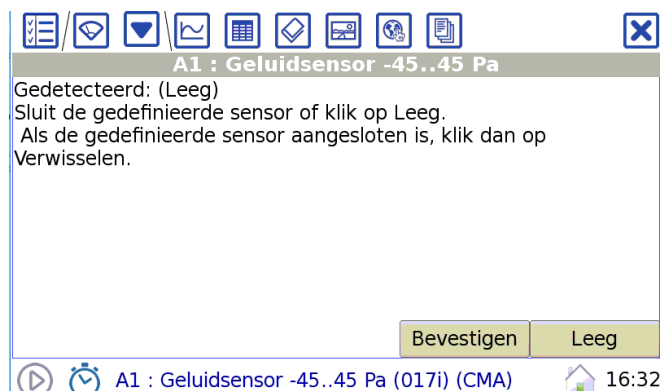 A1 : Geluidsensor -45..45 Pa
Gedetecteerd: (Leeg)
Sluit de gedefinieerde sensor of klik op Leeg.
Als de gedefinieerde sensor aangesloten is, klik dan op
Verwisselen.
Bevestigen Leeg
A1 : Geluidsensor -45..45 Pa (017i) (CMA) 16:32